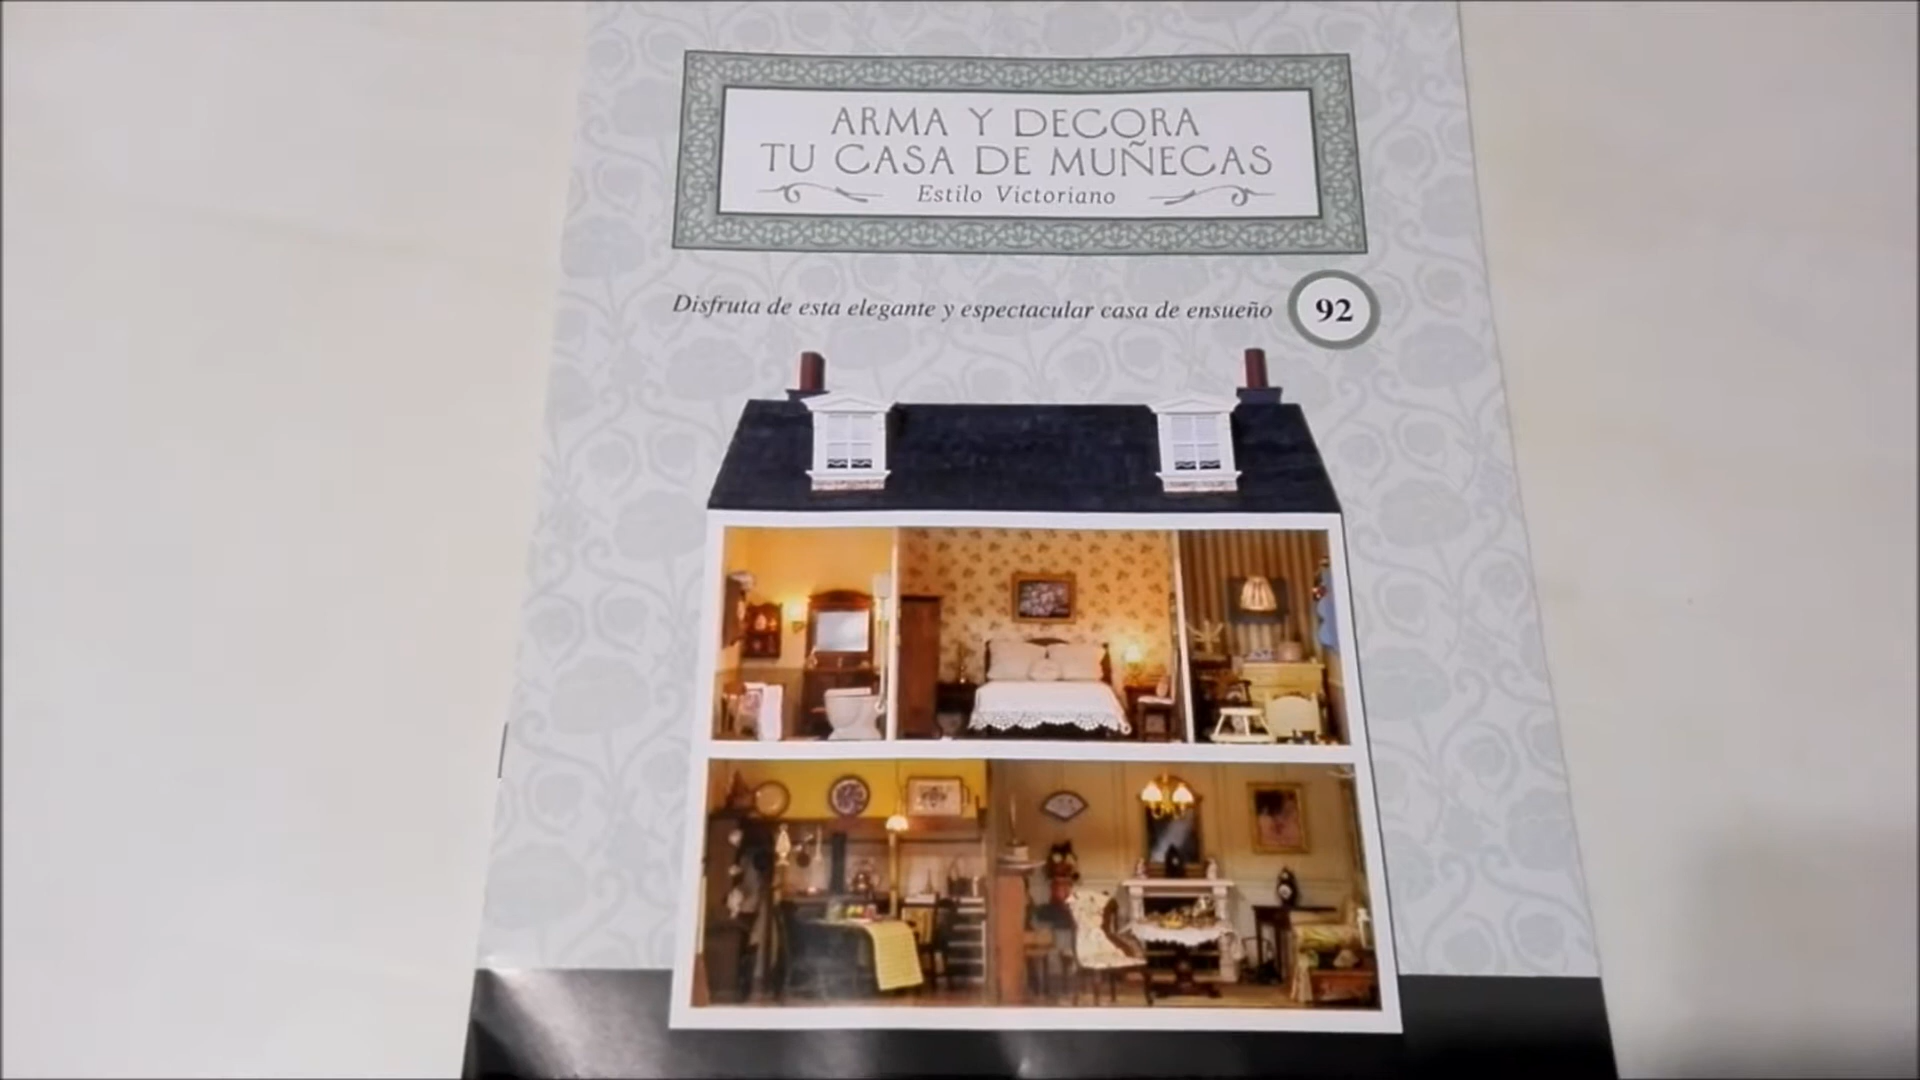 ARMA Y DECORA
TU CASA DE MUÑECAS
Estilo Victoriano
Disfruta de esta elegante y espectacular casa de ensueño
92